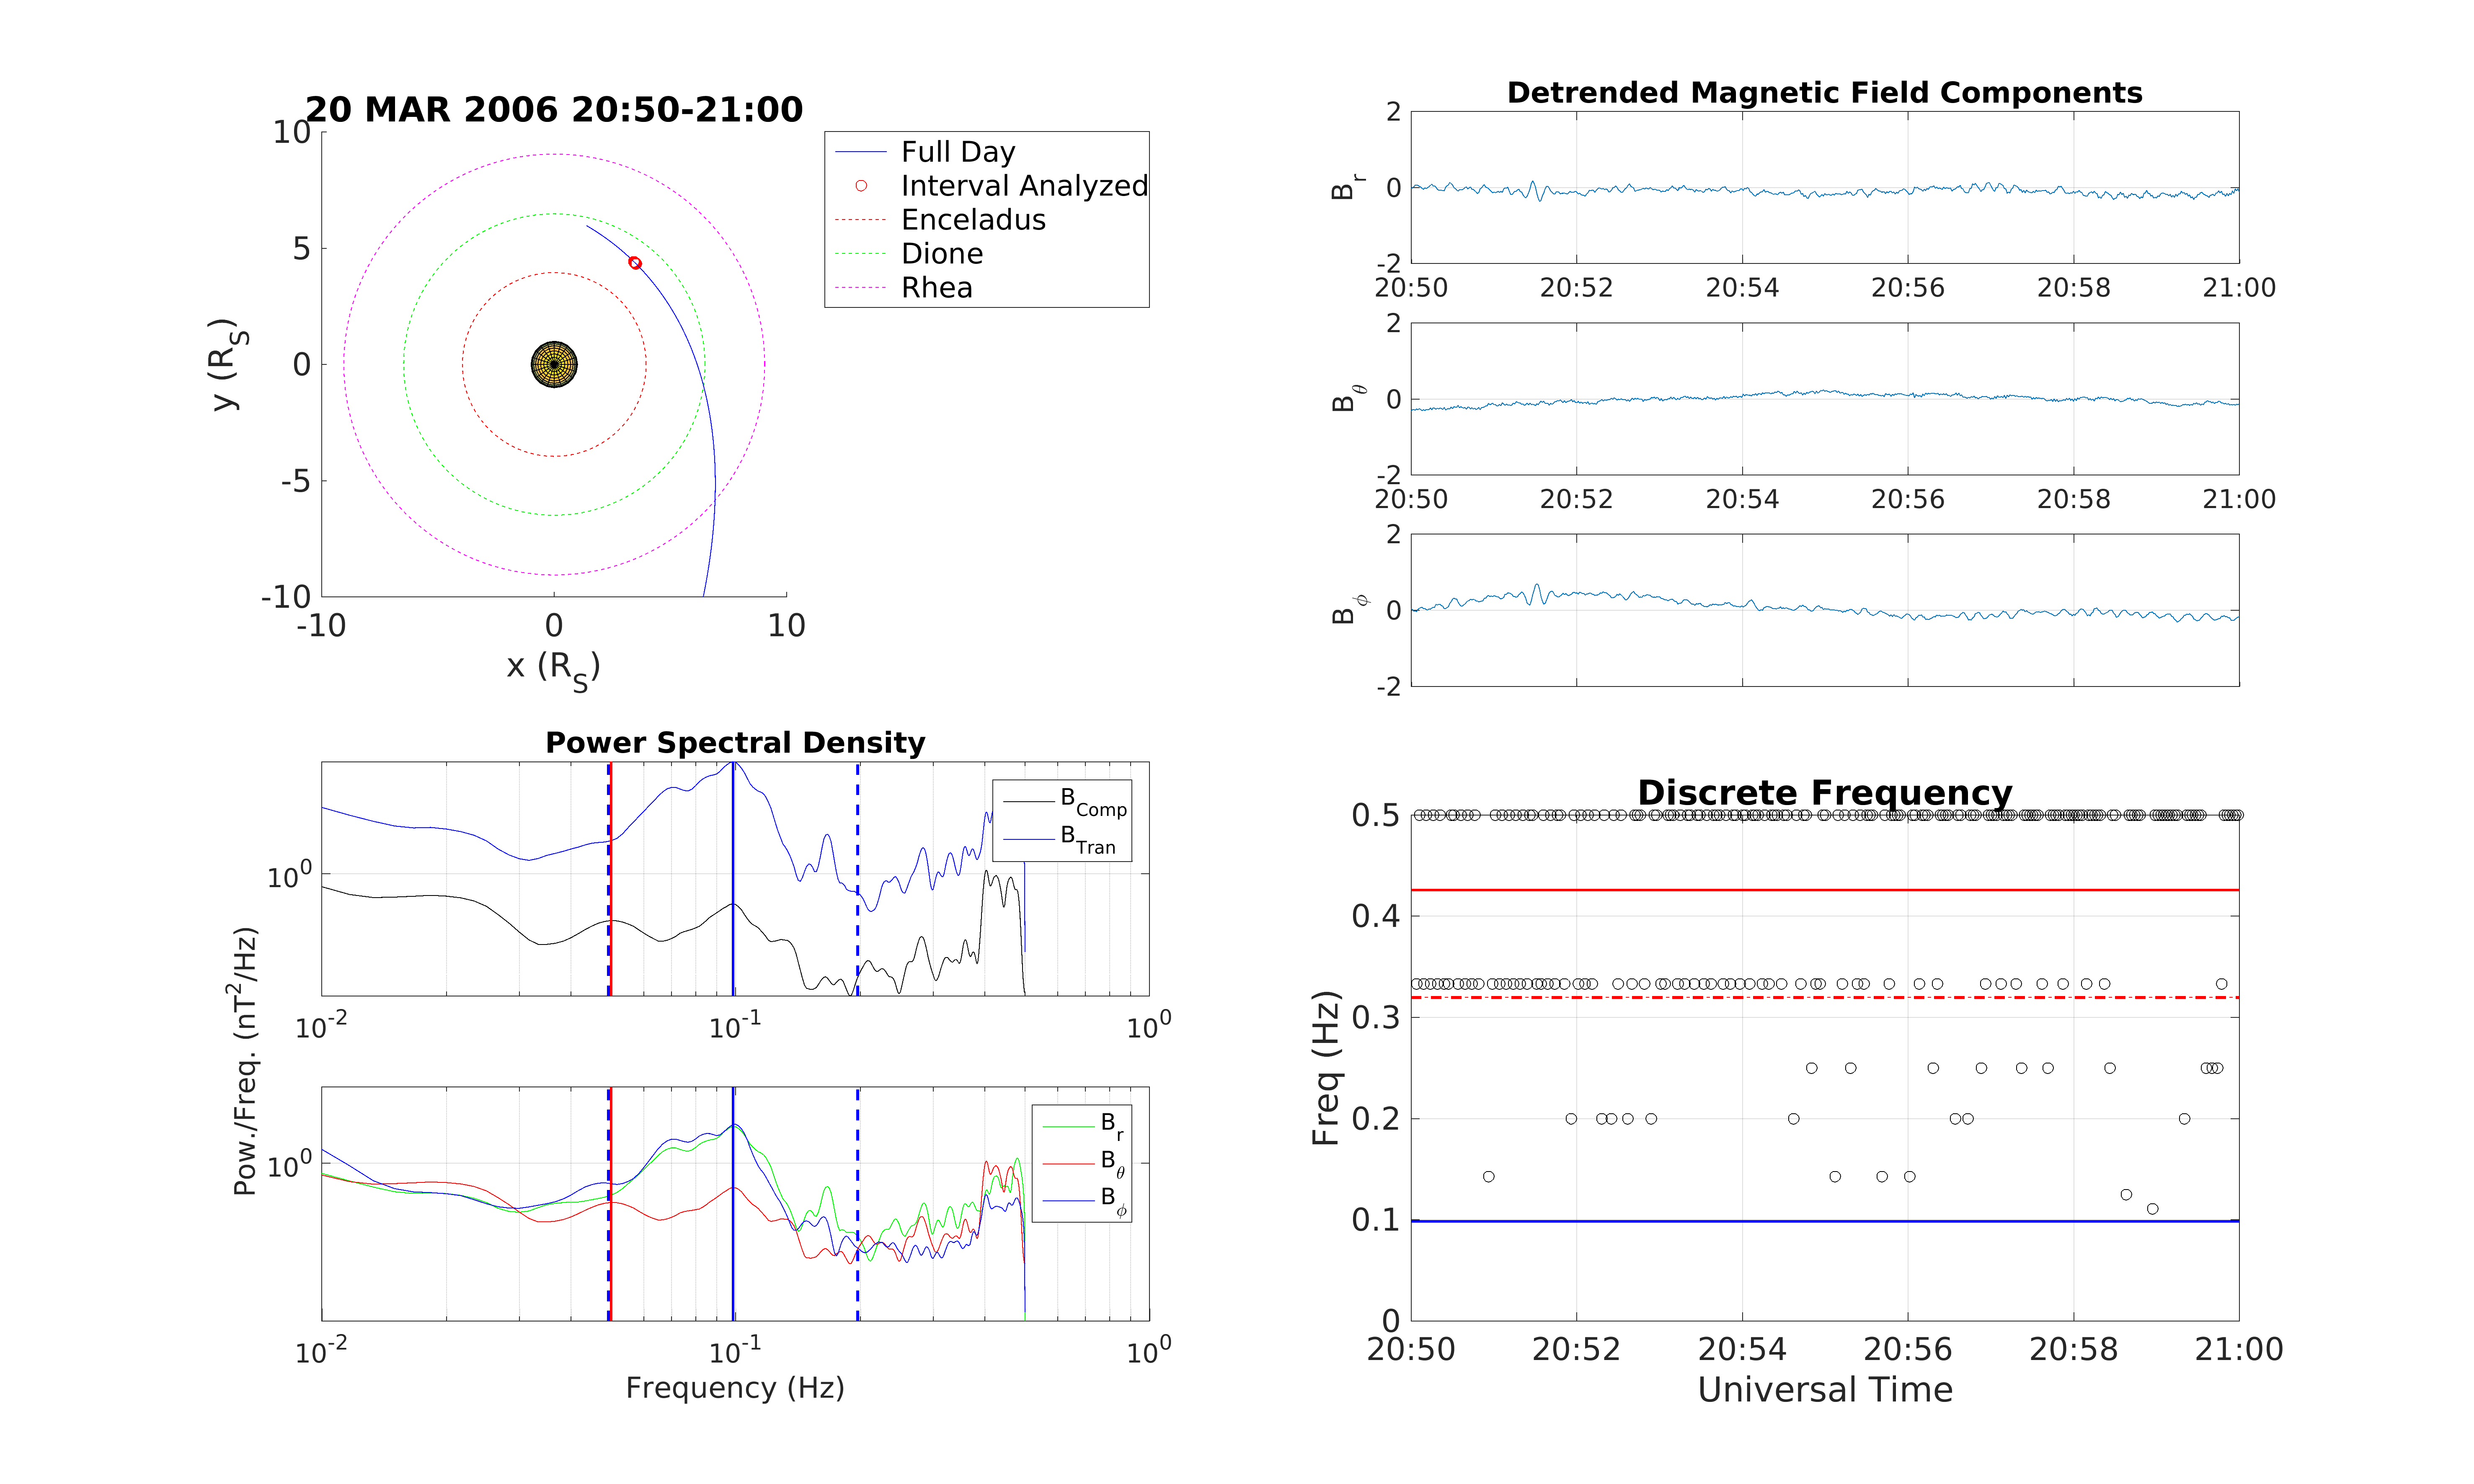 20 MAR 2006 20:50-21:00
10
5
0
-5
-10
-10 0 10
y (R_S)
x (R_S)
Full Day
Interval Analyzed
Enceladus
Dione
Rhea
Detrended Magnetic Field Components
2
0
-2
B_r
20:50 20:52 20:54 20:56 20:58 21:00
2
0
-2
B_θ
20:50 20:52 20:54 20:56 20:58 21:00
2
0
-2
B_ϕ
Power Spectral Density
10^0
B_Comp
B_Tran
10^-2 10^-1 10^0
Pow./Freq. (nT^2/Hz)
10^0
B_r
B_θ
B_ϕ
10^-2 10^-1 10^0
Frequency (Hz)
Discrete Frequency
0.5
0.4
0.3
0.2
0.1
0
Freq (Hz)
20:50 20:52 20:54 20:56 20:58 21:00
Universal Time